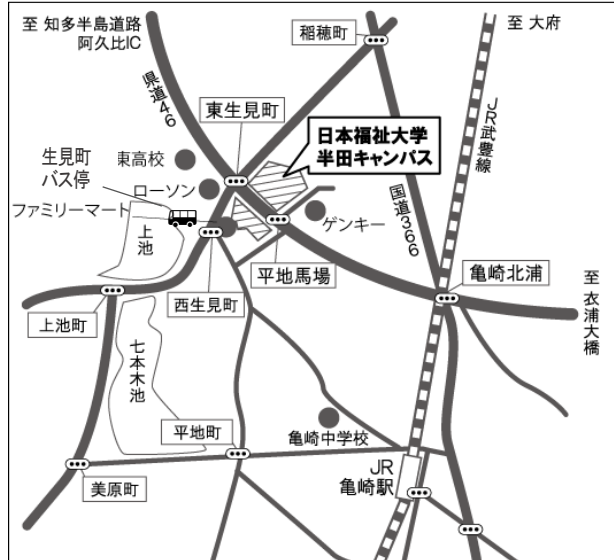 至 知多半島道路
阿久比IC
稲穂町
至 大府
県道46
東生見町
JR武豊線
日本福祉大学
半田キャンパス
生見町
バス停
東高校
ローソン
ファミリーマート
国道366
ゲンキー
上池
平地馬場
亀崎北浦
至 衣浦大橋
上池町
西生見町
七本木池
平地町
亀崎中学校
JR
亀崎駅
美原町